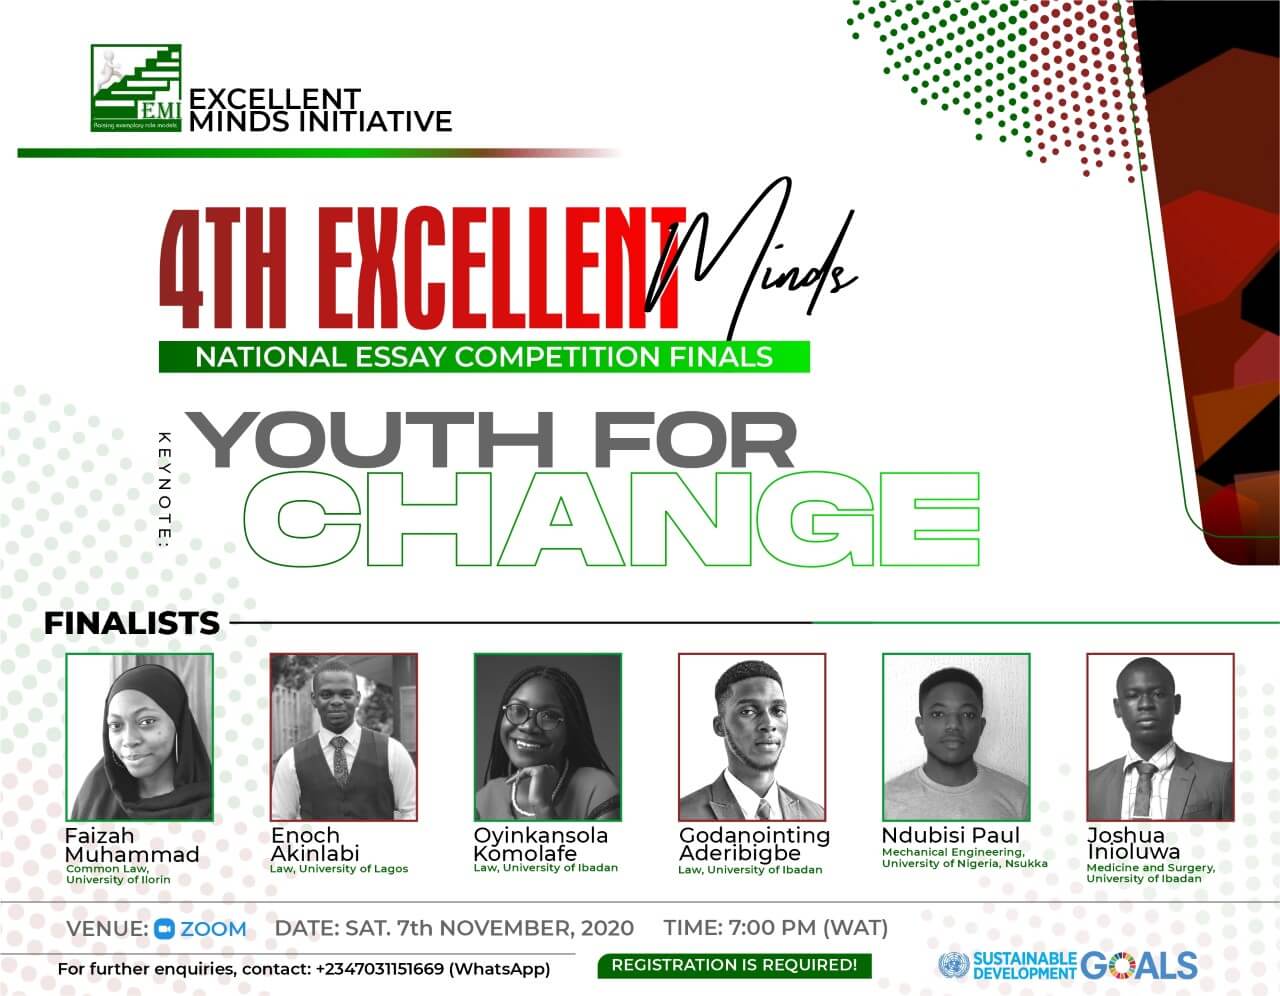 EMI
Raising exemplary role models
EXCELLENT
MINDS INITIATIVE
4TH EXCELLENT Minds
NATIONAL ESSAY COMPETITION FINALS
KEYNOTE:
YOUTH FOR
CHANGE
FINALISTS
Faizah
Muhammad
Common Law,
University of Ilorin
Enoch
Akinlabi
Law, University of Lagos
Oyinkansola
Komolafe
Law, University of Ibadan
Godanointing
Aderibigbe
Law, University of Ibadan
Ndubisi Paul
Mechanical Engineering,
University of Nigeria, Nsukka
Joshua
Inioluwa
Medicine and Surgery,
University of Ibadan
VENUE: ZOOM DATE: SAT. 7th NOVEMBER, 2020 TIME: 7:00 PM (WAT)
For further enquiries, contact: +2347031151669 (WhatsApp)
REGISTRATION IS REQUIRED!
SUSTAINABLE
DEVELOPMENT GOALS